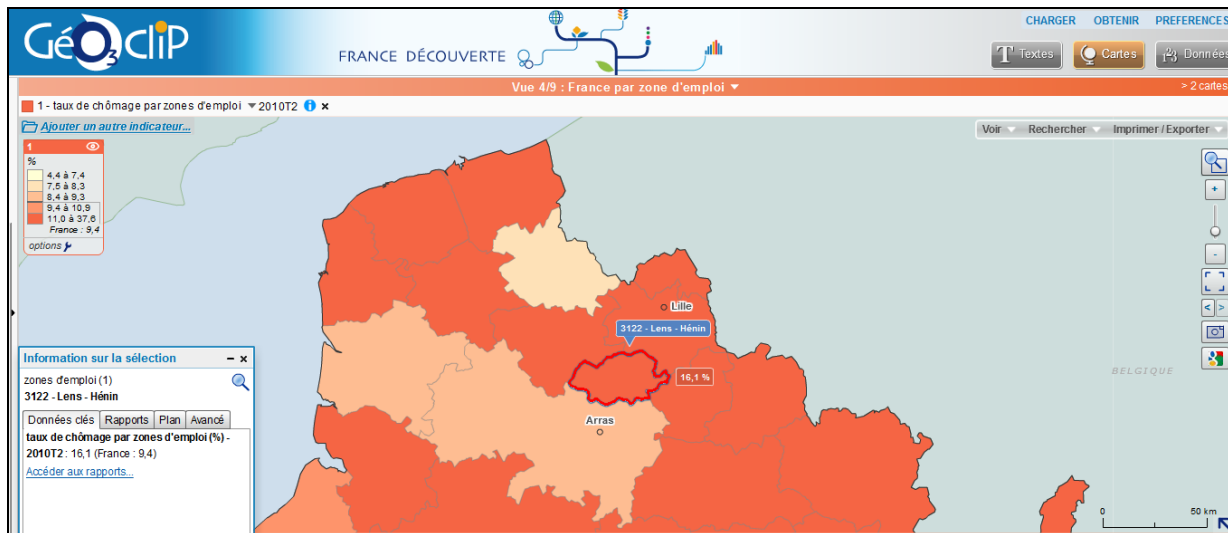 GéO3cliP
FRANCE DÉCOUVERTE
CHARGER OBTENIR PREFERENCES
T Textes Cartes 123 Données
Vue 4/9 : France par zone d'emploi
> 2 cartes
1 - taux de chômage par zones d'emploi 2010T2 i x
Ajouter un autre indicateur...
Voir Rechercher Imprimer / Exporter
1
%
4,4 à 7,4
7,5 à 8,3
8,4 à 9,3
9,4 à 10,9
11,0 à 37,6
France : 9,4
options
+
-
< >
Lille
3122 - Lens - Hénin
16,1 %
Arras
BELGIQUE
Information sur la sélection – x
zones d'emploi (1)
3122 - Lens - Hénin
Données clés Rapports Plan Avancé
taux de chômage par zones d'emploi (%) -
2010T2 : 16,1 (France : 9,4)
Accéder aux rapports...
0 50 km